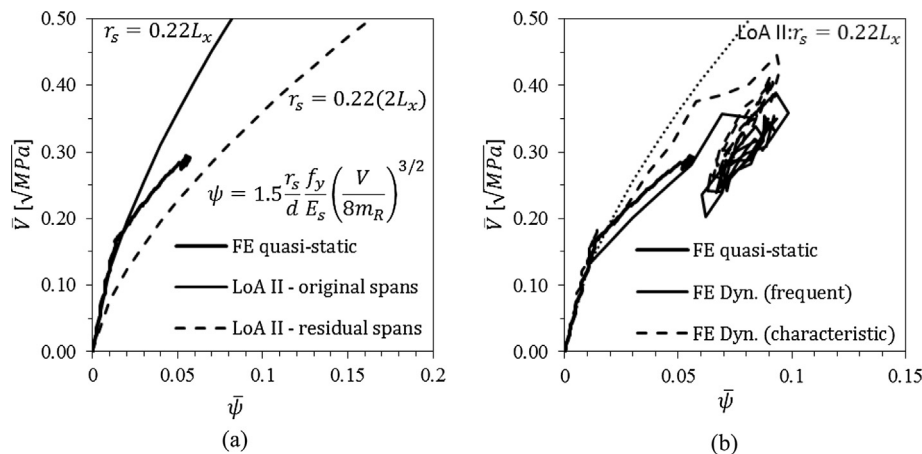 0.50
0.40
0.30
0.20
0.10
0.00
V̅ [√MPa]
r_s = 0.22L_x
r_s = 0.22(2L_x)
ψ = 1.5 r_s/d f_y/E_s (V/8m_R)^3/2
FE quasi-static
LoA II - original spans
LoA II - residual spans
0 0.05 0.1 0.15 0.2
ψ̅
(a)
0.50
0.40
0.30
0.20
0.10
0.00
V̅ [√MPa]
LoA II: r_s = 0.22L_x
FE quasi-static
FE Dyn. (frequent)
FE Dyn. (characteristic)
0 0.05 0.1 0.15
ψ̅
(b)